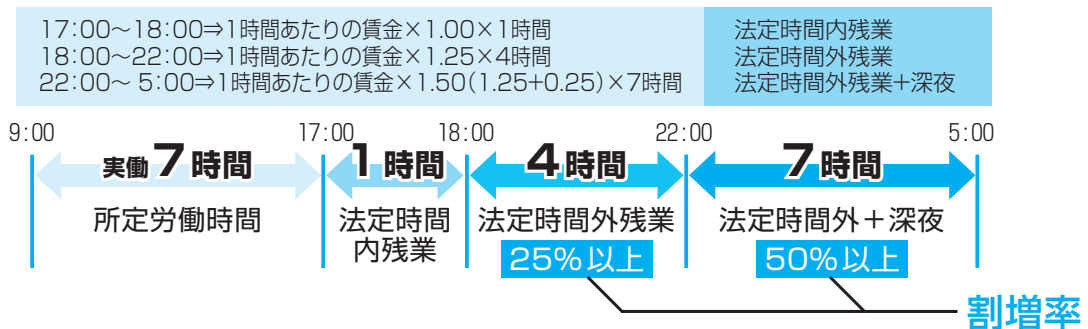 17:00～18:00⇒1時間あたりの賃金×1.00×1時間 法定時間内残業
18:00～22:00⇒1時間あたりの賃金×1.25×4時間 法定時間外残業
22:00～ 5:00⇒1時間あたりの賃金×1.50(1.25+0.25)×7時間 法定時間外残業+深夜
9:00 17:00 18:00 22:00 5:00
実働7時間 1時間 4時間 7時間
所定労働時間
法定時間
内残業
法定時間外残業
25%以上
法定時間外＋深夜
50%以上
割増率